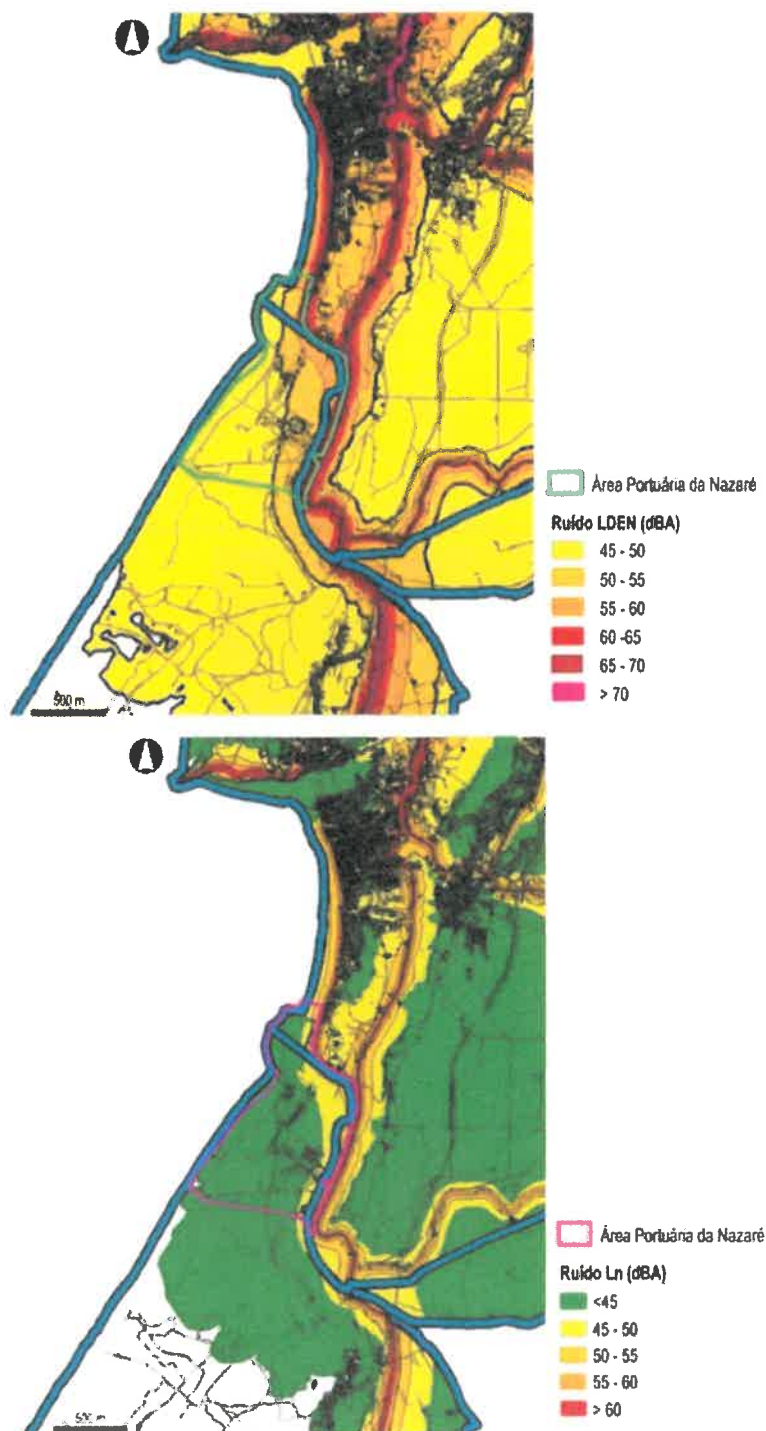 Área Portuária da Nazaré
Ruído LDEN (dBA)
45 - 50
50 - 55
55 - 60
60 -65
65 - 70
> 70
500 m
Área Portuária da Nazaré
Ruído Ln (dBA)
<45
45 - 50
50 - 55
55 - 60
> 60
500 m